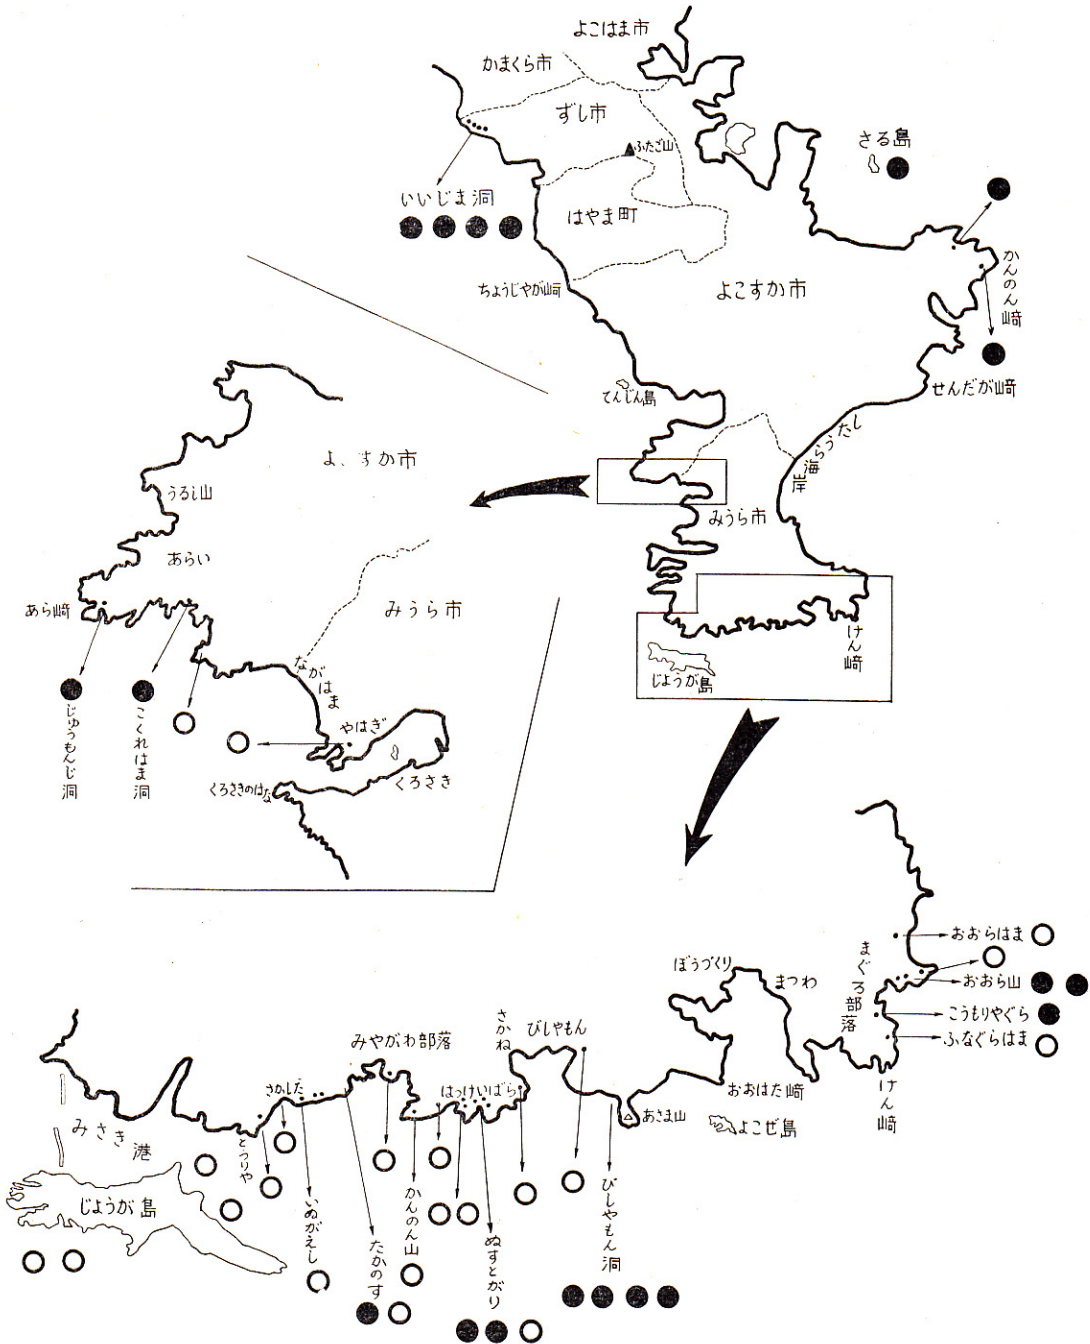 よこはま市
かまくら市
ずし市
ふたご山
さる島
いいじま洞
はやま町
かんのん崎
ちょうじやが崎
よこすか市
てんじん島
せんだが崎
したうら海岸
みうら市
けん崎
じょうが島
よ、すか市
うるし山
あらい
あら崎
みうら市
ながはま
じゅうもんじ洞
こくれはま洞
やはぎ
くろさきのはな
くろさき
おおらはま
まぐろ部落
おおら山
こうもりやぐら
ふなぐらはま
けん崎
ぼうづくり
まつわ
さかね
びしやもん
みやがわ部落
はっけいばら
さかした
おおはた崎
あさま山
よこぜ島
みさき港
とうりや
じょうが島
いぬがえし
たかのす
かんのん山
ぬすとがり
びしやもん洞